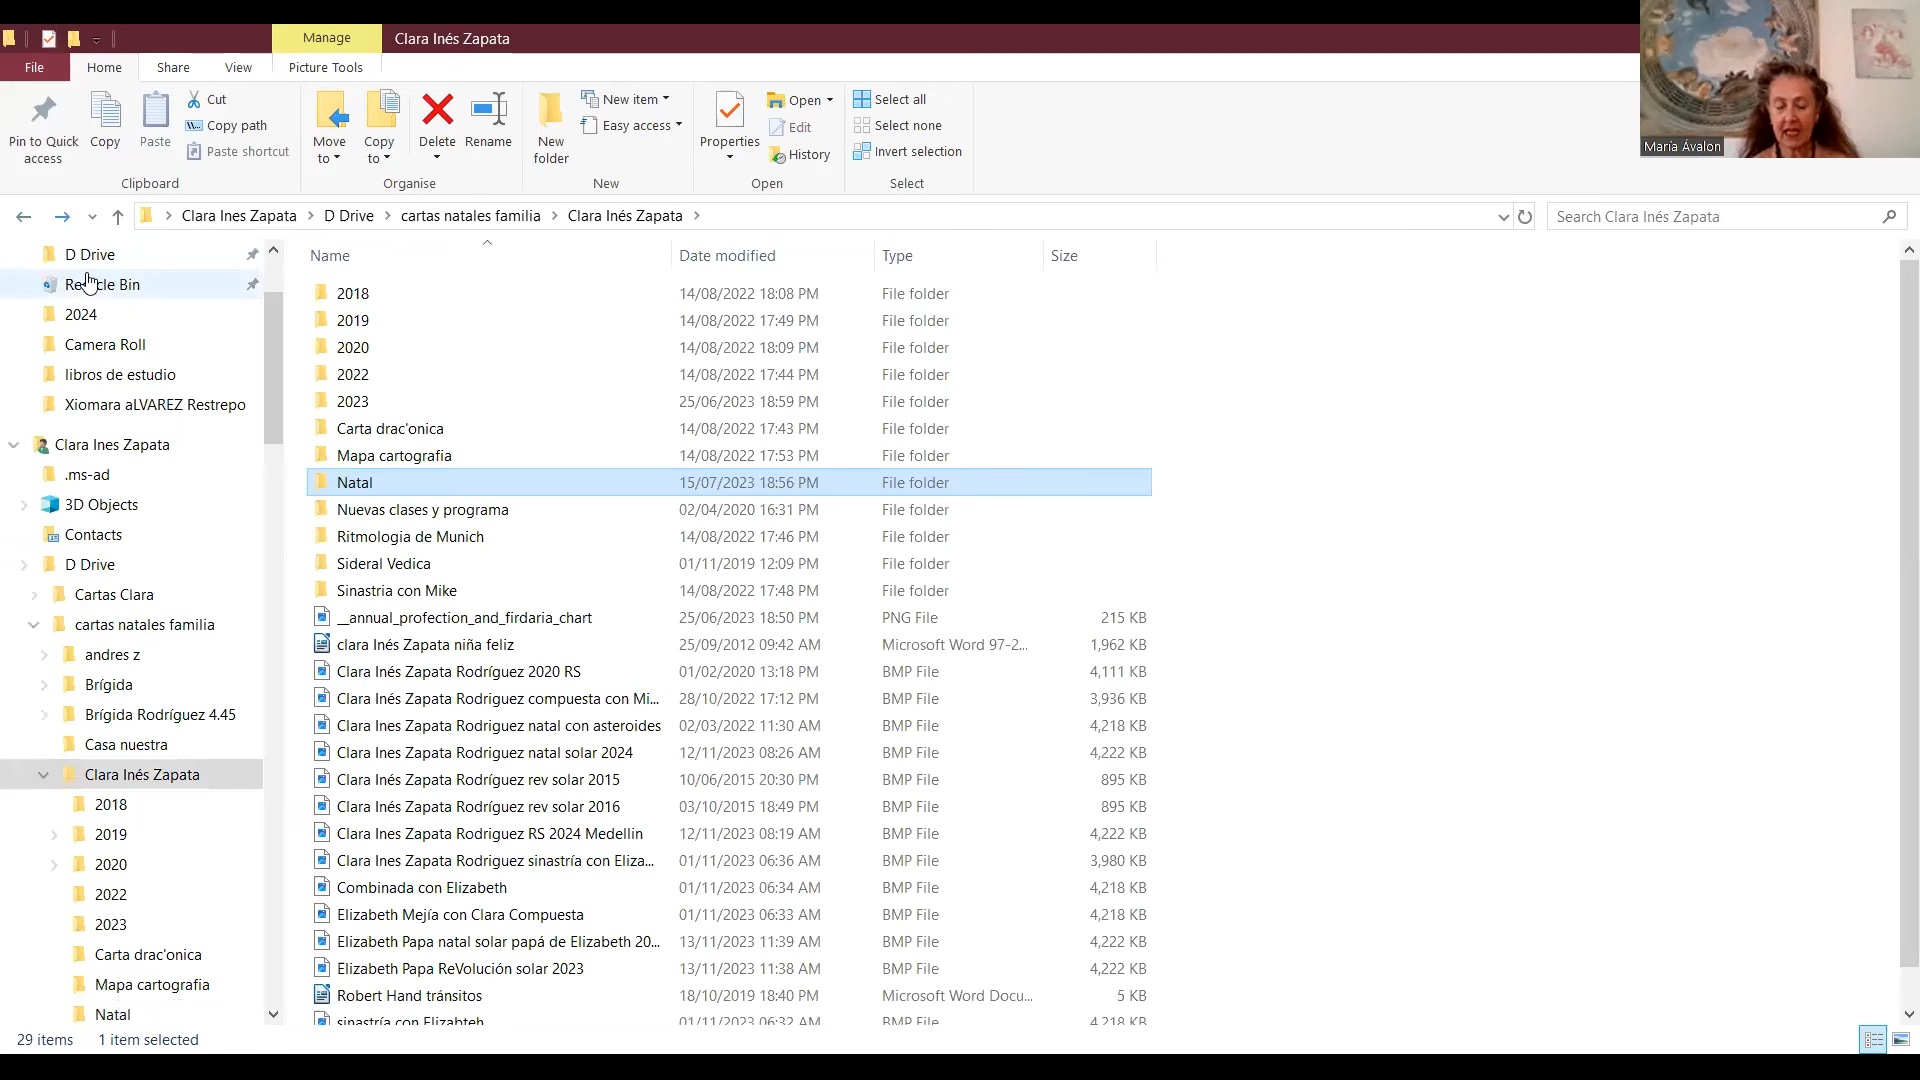 Manage
Clara Inés Zapata
File
Home
Share
View
Picture Tools
Pin to Quick access
Copy
Paste
Cut
Copy path
Paste shortcut
Clipboard
Move to
Copy to
Delete
Rename
Organise
New folder
New item
Easy access
New
Properties
Open
Edit
History
Open
Select all
Select none
Invert selection
Select
María Ávalon
Clara Ines Zapata > D Drive > cartas natales familia > Clara Inés Zapata >
Search Clara Inés Zapata
D Drive
Recycle Bin
2024
Camera Roll
libros de estudio
Xiomara aLVAREZ Restrepo
Clara Ines Zapata
.ms-ad
3D Objects
Contacts
D Drive
Cartas Clara
cartas natales familia
andres z
Brígida
Brígida Rodríguez 4.45
Casa nuestra
Clara Inés Zapata
2018
2019
2020
2022
2023
Carta drac'onica
Mapa cartografia
Natal
Name Date modified Type Size
2018 14/08/2022 18:08 PM File folder
2019 14/08/2022 17:49 PM File folder
2020 14/08/2022 18:09 PM File folder
2022 14/08/2022 17:44 PM File folder
2023 25/06/2023 18:59 PM File folder
Carta drac'onica 14/08/2022 17:43 PM File folder
Mapa cartografia 14/08/2022 17:53 PM File folder
Natal 15/07/2023 18:56 PM File folder
Nuevas clases y programa 02/04/2020 16:31 PM File folder
Ritmologia de Munich 14/08/2022 17:46 PM File folder
Sideral Vedica 01/11/2019 12:09 PM File folder
Sinastria con Mike 14/08/2022 17:48 PM File folder
__annual_profection_and_firdaria_chart 25/06/2023 18:50 PM PNG File 215 KB
clara Inés Zapata niña feliz 25/09/2012 09:42 AM Microsoft Word 97-2... 1,962 KB
Clara Inés Zapata Rodríguez 2020 RS 01/02/2020 13:18 PM BMP File 4,111 KB
Clara Inés Zapata Rodriguez compuesta con Mi... 28/10/2022 17:12 PM BMP File 3,936 KB
Clara Ines Zapata Rodriguez natal con asteroides 02/03/2022 11:30 AM BMP File 4,218 KB
Clara Ines Zapata Rodriguez natal solar 2024 12/11/2023 08:26 AM BMP File 4,222 KB
Clara Inés Zapata Rodríguez rev solar 2015 10/06/2015 20:30 PM BMP File 895 KB
Clara Inés Zapata Rodríguez rev solar 2016 03/10/2015 18:49 PM BMP File 895 KB
Clara Ines Zapata Rodriguez RS 2024 Medellin 12/11/2023 08:19 AM BMP File 4,222 KB
Clara Ines Zapata Rodriguez sinastría con Eliza... 01/11/2023 06:36 AM BMP File 3,980 KB
Combinada con Elizabeth 01/11/2023 06:34 AM BMP File 4,218 KB
Elizabeth Mejía con Clara Compuesta 01/11/2023 06:33 AM BMP File 4,218 KB
Elizabeth Papa natal solar papá de Elizabeth 20... 13/11/2023 11:39 AM BMP File 4,222 KB
Elizabeth Papa ReVolución solar 2023 13/11/2023 11:38 AM BMP File 4,222 KB
Robert Hand tránsitos 18/10/2019 18:40 PM Microsoft Word Docu... 5 KB
sinastría con Elizabteh 01/11/2023 06:32 AM BMP File 4,218 KB
29 items 1 item selected